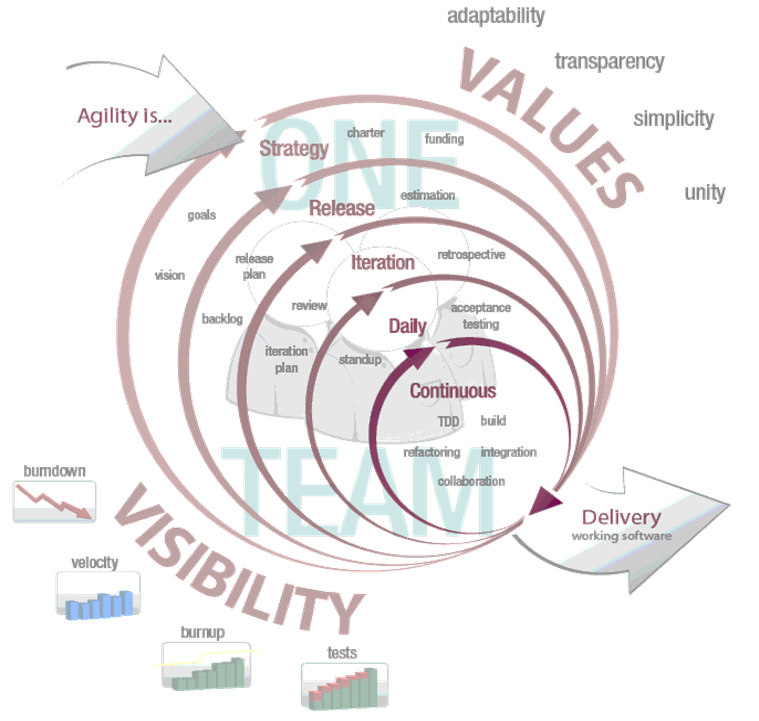 adaptability
transparency
simplicity
unity
VALUES
Agility is...
ONE
TEAM
Strategy
charter
funding
goals
vision
Release
estimation
release
plan
backlog
Iteration
retrospective
review
iteration
plan
Daily
acceptance
testing
standup
Continuous
TDD
build
refactoring
integration
collaboration
Delivery
working software
VISIBILITY
burndown
velocity
burnup
tests